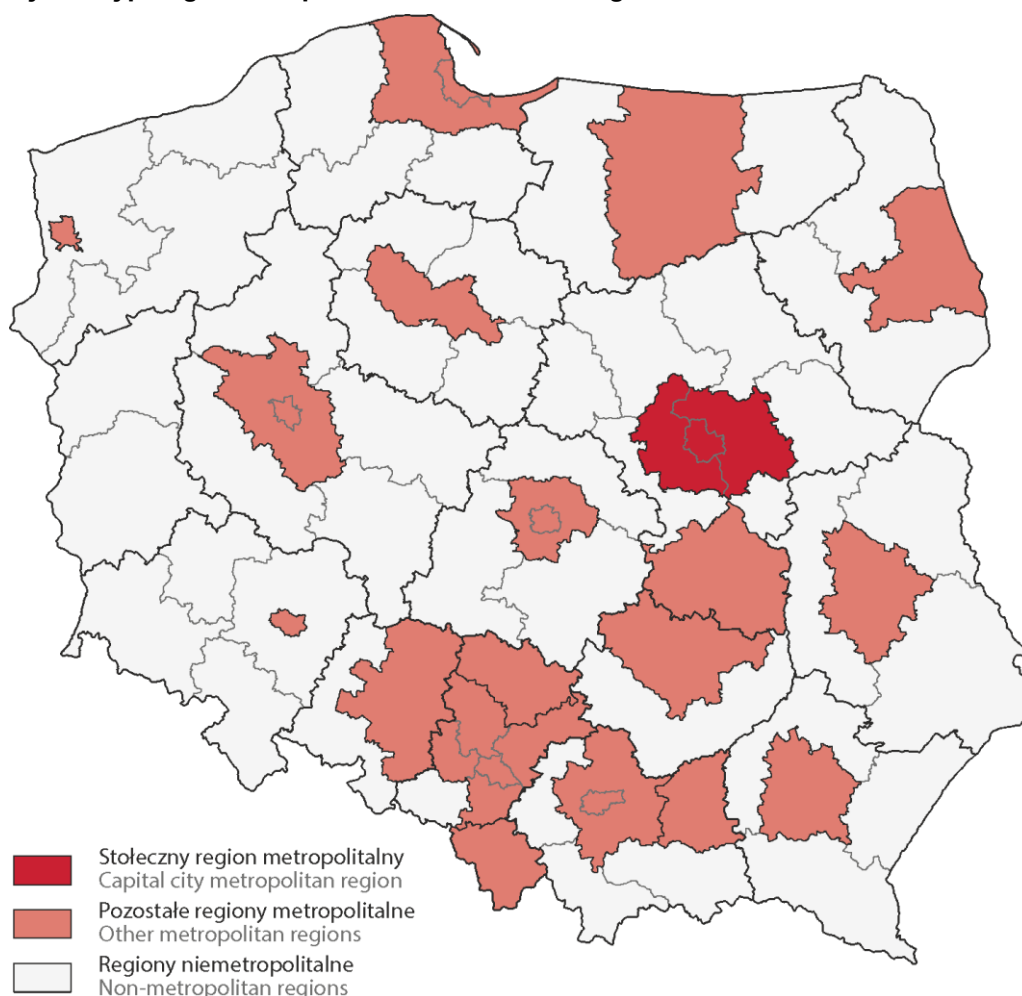 Stołeczny region metropolitalny
Capital city metropolitan region
Pozostałe regiony metropolitalne
Other metropolitan regions
Regiony niemetropolitalne
Non-metropolitan regions